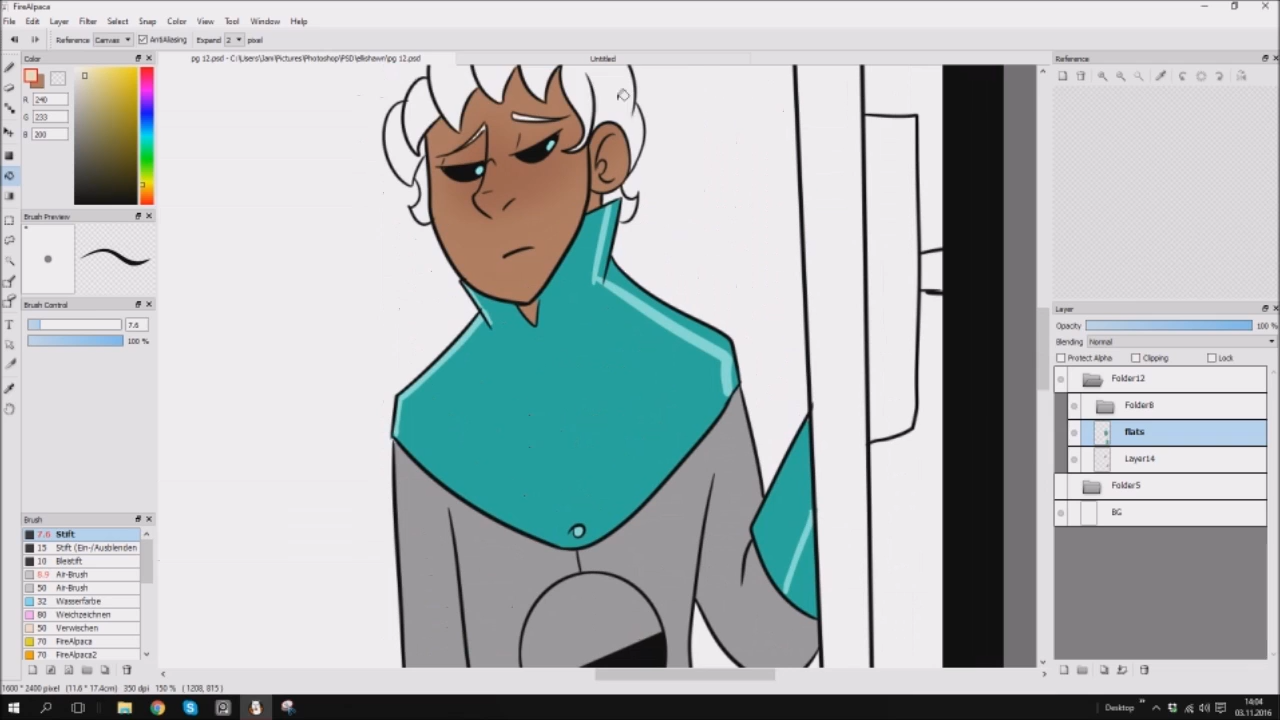 FireAlpaca
File Edit Layer Filter Select Snap Color View Tool Window Help
Reference Canvas AntiAliasing Expand 2 pixel
Color
pg 12.psd - C:\Users\Jam\Pictures\Photoshop\PSD\ellishawn\pg 12.psd
Untitled
Reference
R 240
G 233
B 200
Brush Preview
Brush Control
7.6
100 %
Layer
Opacity 100 %
Blending Normal
Protect Alpha Clipping Lock
Folder12
Folder8
flats
Layer14
Folder5
BG
Brush
7.6 Stift
15 Stift (Ein-/Ausblenden
10 Bleistift
8.9 Air-Brush
50 Air-Brush
32 Wasserfarbe
80 Weichzeichnen
50 Verwischen
70 FireAlpaca
70 FireAlpaca2
1600 * 2400 pixel (11.6 * 17.4cm) 350 dpi 150 % ( 1208, 815 )
Desktop
14:04
03.11.2016